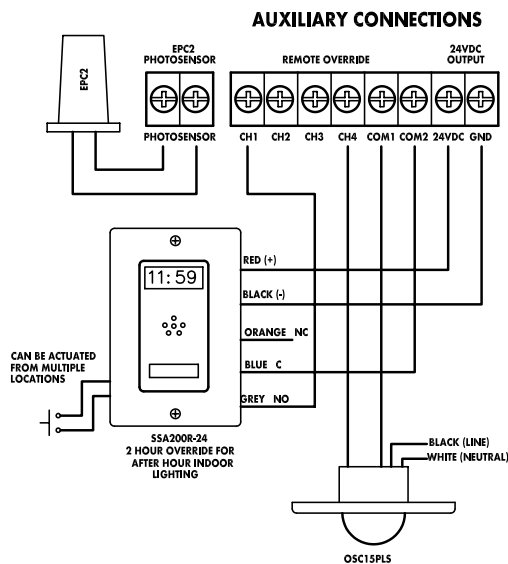 AUXILIARY CONNECTIONS
EPC2
PHOTOSENSOR
REMOTE OVERRIDE
24VDC
OUTPUT
EPC2
PHOTOSENSOR
CH1
CH2
CH3
CH4
COM1
COM2
24VDC
GND
RED (+)
11:59
BLACK (-)
ORANGE NC
CAN BE ACTUATED
FROM MULTIPLE
LOCATIONS
BLUE C
GREY NO
SSA200R-24
2 HOUR OVERRIDE FOR
AFTER HOUR INDOOR
LIGHTING
BLACK (LINE)
WHITE (NEUTRAL)
OSC15PLS